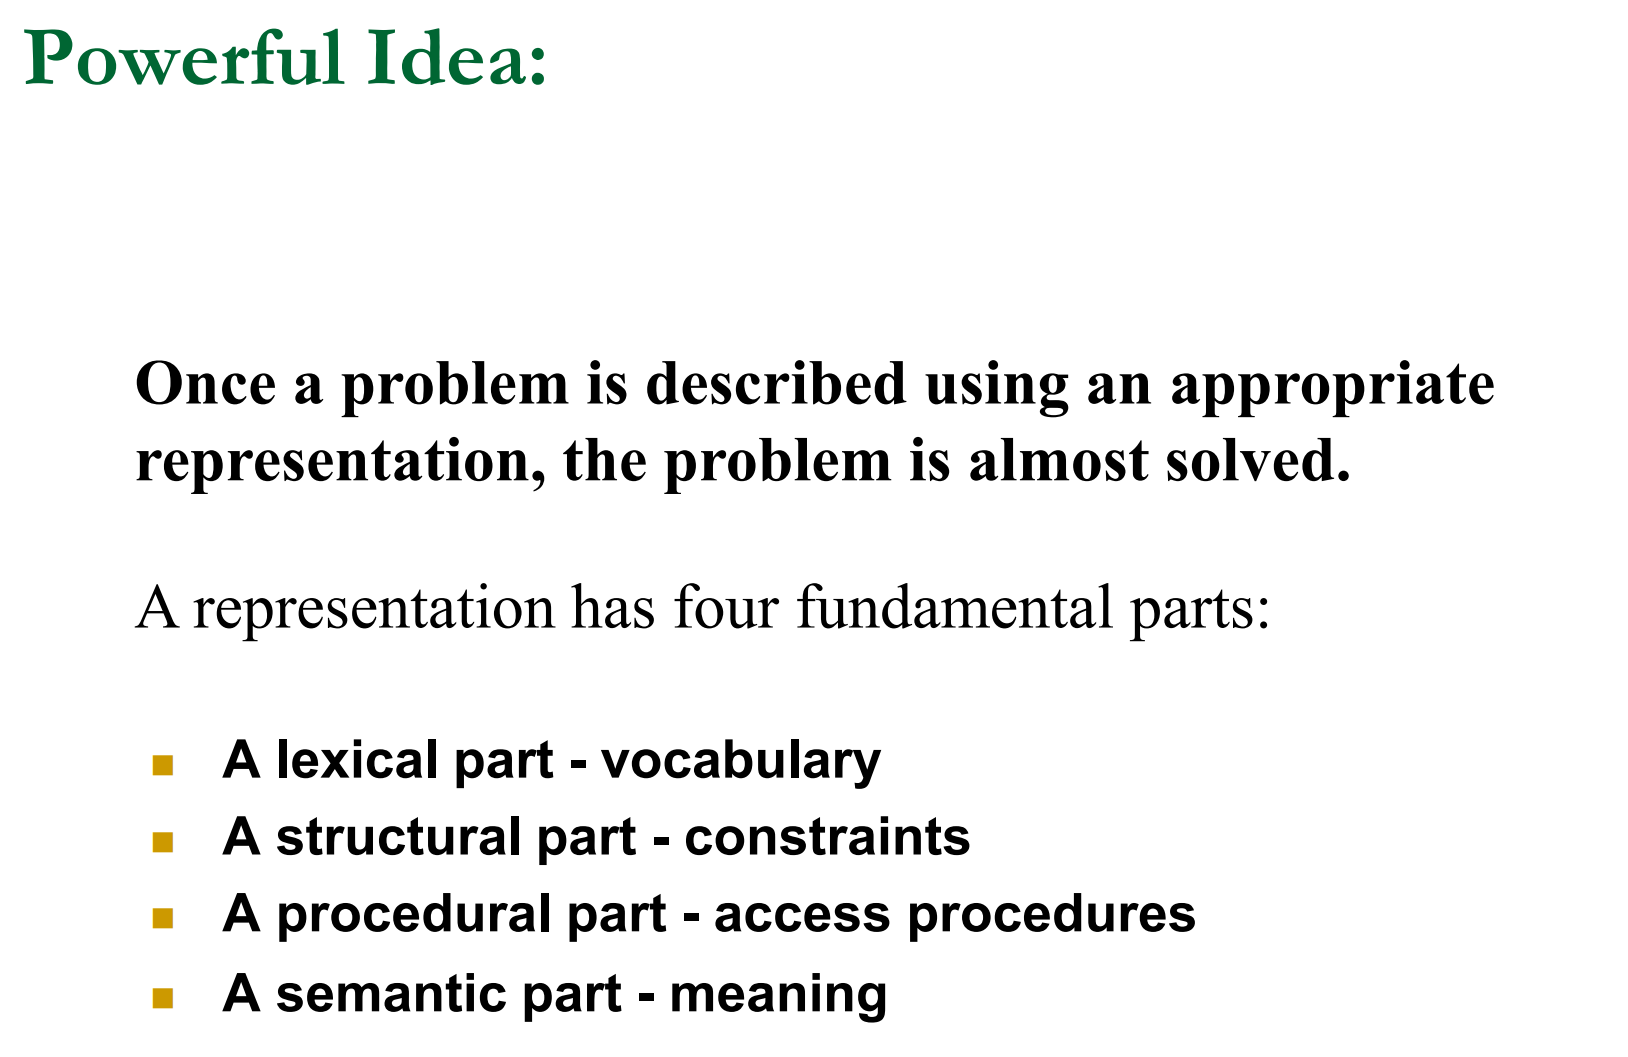 Powerful Idea:
Once a problem is described using an appropriate
representation, the problem is almost solved.
A representation has four fundamental parts:
A lexical part - vocabulary
A structural part - constraints
A procedural part - access procedures
A semantic part - meaning